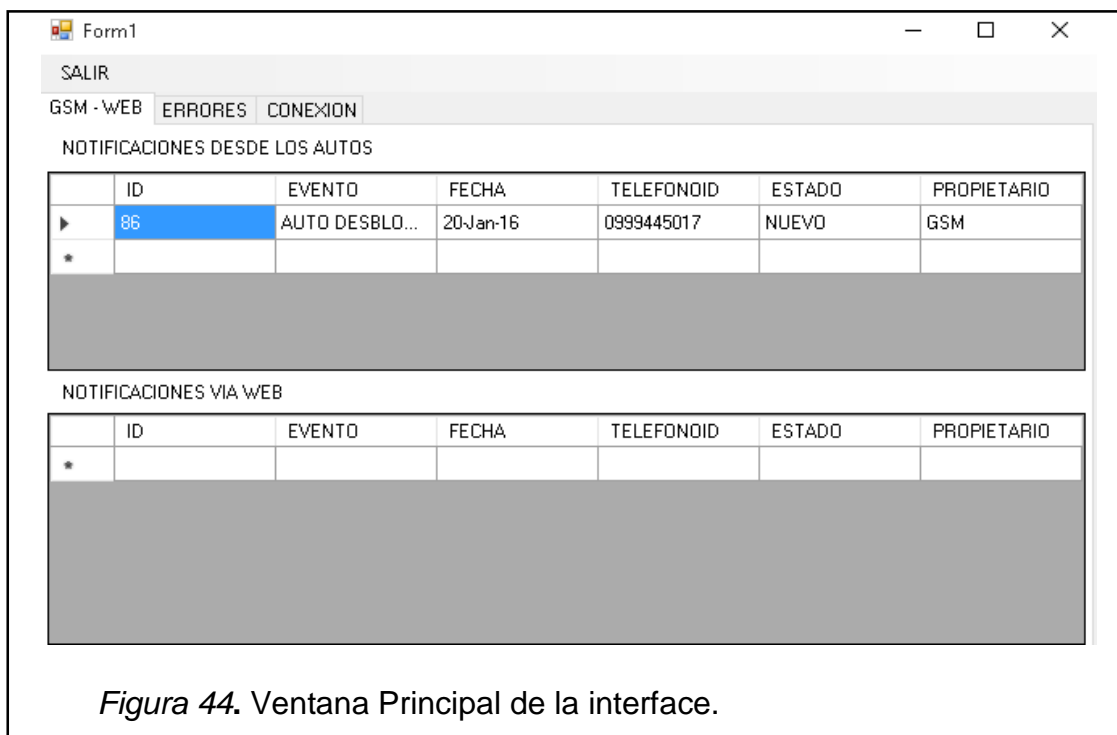 Form1
SALIR
GSM - WEB ERRORES CONEXION
NOTIFICACIONES DESDE LOS AUTOS
ID EVENTO FECHA TELEFONOID ESTADO PROPIETARIO
86 AUTO DESBLO... 20-Jan-16 0999445017 NUEVO GSM
NOTIFICACIONES VIA WEB
ID EVENTO FECHA TELEFONOID ESTADO PROPIETARIO
Figura 44. Ventana Principal de la interface.